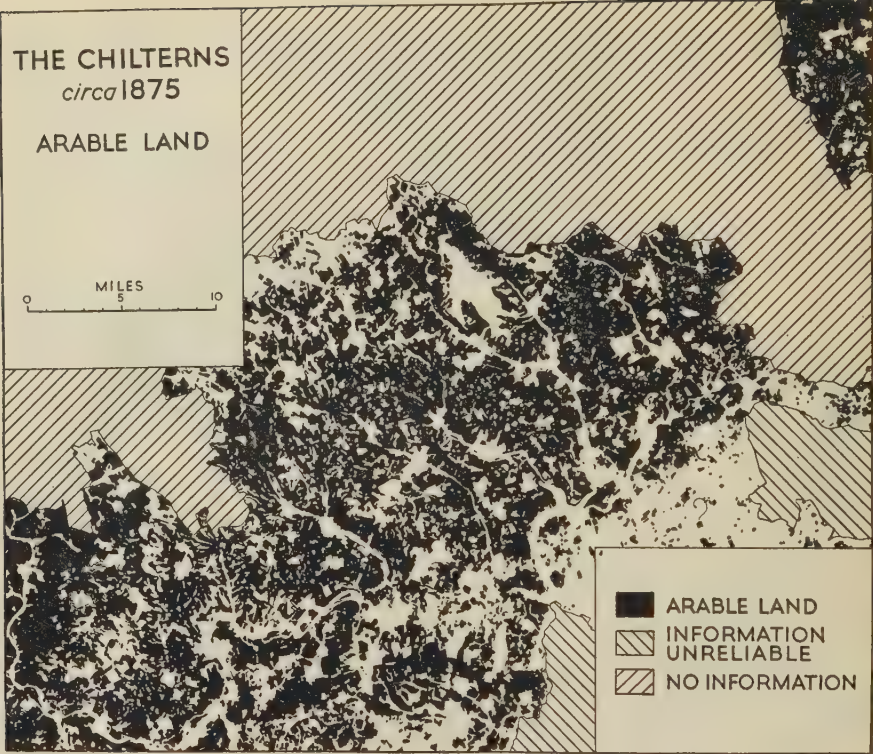 THE CHILTERNS
circa 1875
ARABLE LAND
MILES
0 5 10
ARABLE LAND
INFORMATION
UNRELIABLE
NO INFORMATION